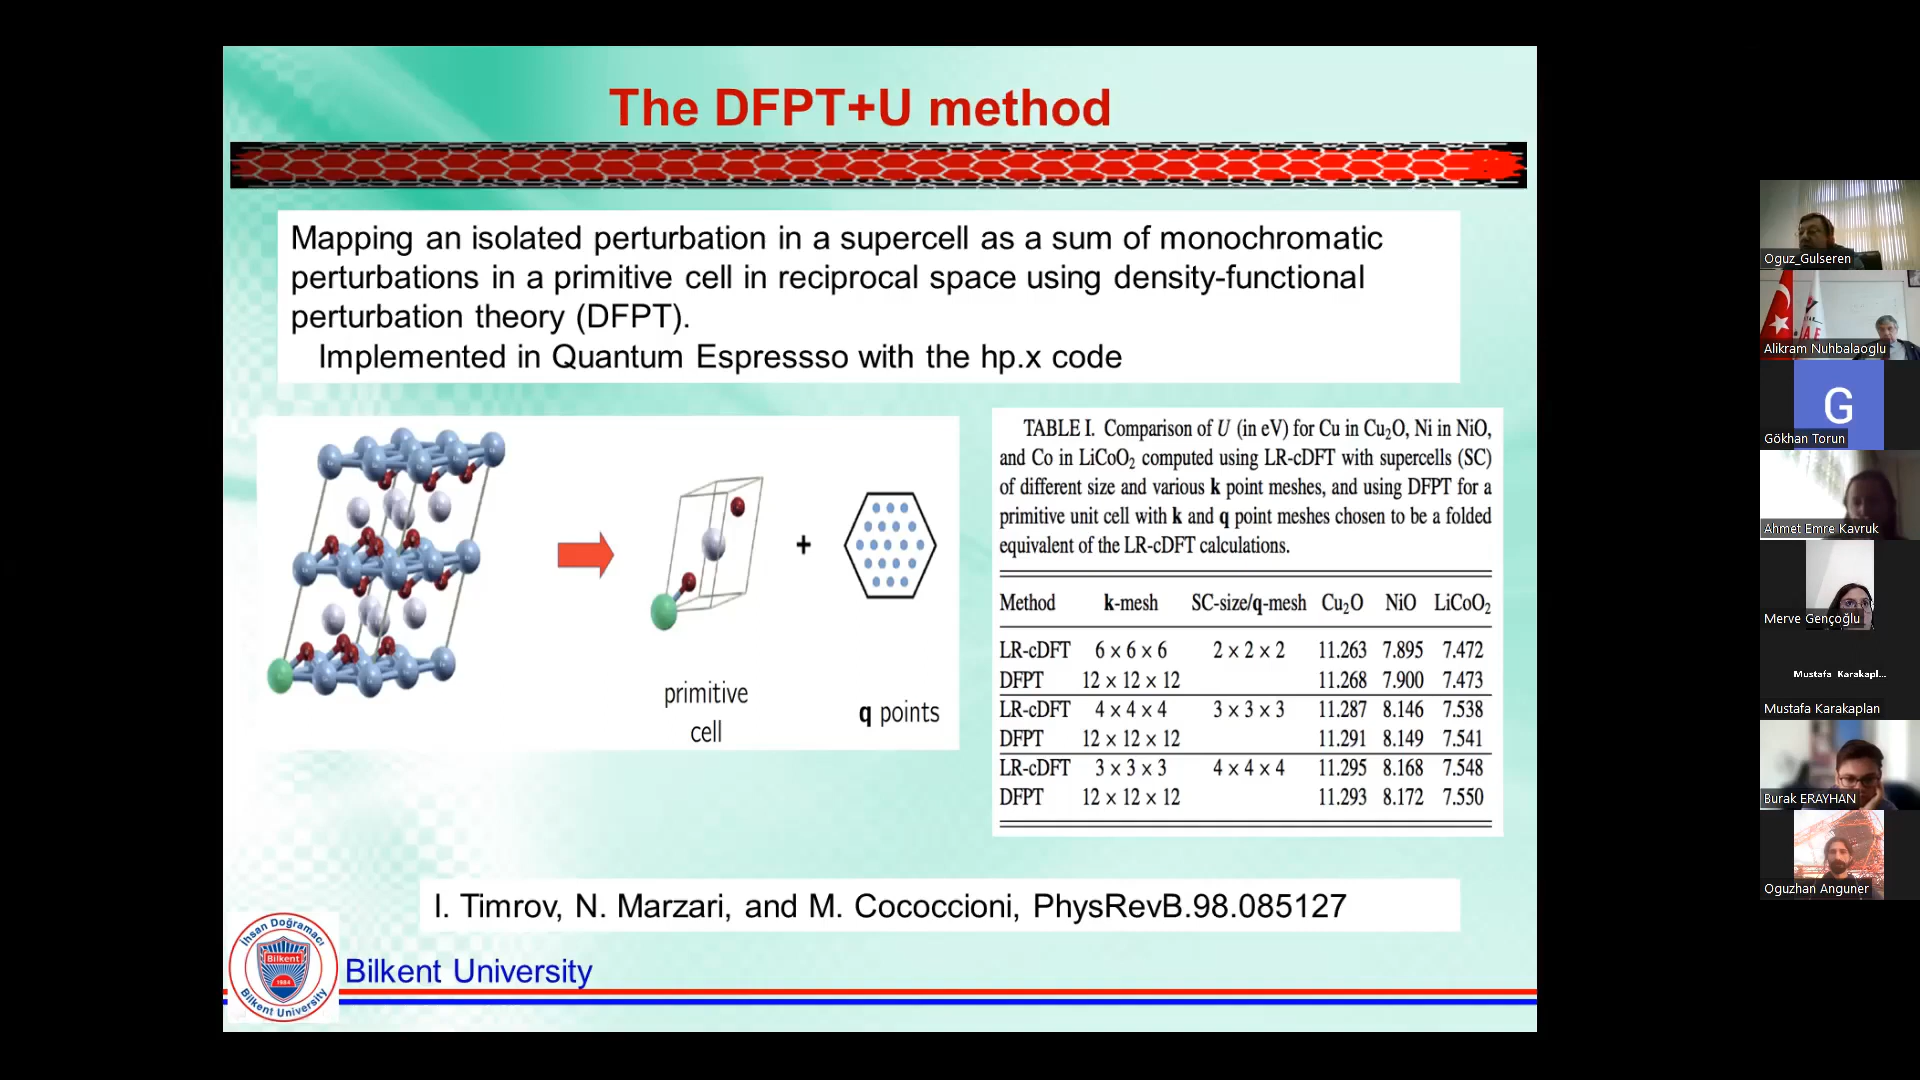 The DFPT+U method
Mapping an isolated perturbation in a supercell as a sum of monochromatic
perturbations in a primitive cell in reciprocal space using density-functional
perturbation theory (DFPT).
Implemented in Quantum Espressso with the hp.x code
+
primitive
cell
q points
TABLE I. Comparison of U (in eV) for Cu in Cu₂O, Ni in NiO,
and Co in LiCoO₂ computed using LR-cDFT with supercells (SC)
of different size and various k point meshes, and using DFPT for a
primitive unit cell with k and q point meshes chosen to be a folded
equivalent of the LR-cDFT calculations.
Method k-mesh SC-size/q-mesh Cu₂O NiO LiCoO₂
LR-cDFT 6 × 6 × 6 2 × 2 × 2 11.263 7.895 7.472
DFPT 12 × 12 × 12 11.268 7.900 7.473
LR-cDFT 4 × 4 × 4 3 × 3 × 3 11.287 8.146 7.538
DFPT 12 × 12 × 12 11.291 8.149 7.541
LR-cDFT 3 × 3 × 3 4 × 4 × 4 11.295 8.168 7.548
DFPT 12 × 12 × 12 11.293 8.172 7.550
I. Timrov, N. Marzari, and M. Cococcioni, PhysRevB.98.085127
İhsan Doğramacı
Bilkent
1984
Bilkent University
Bilkent University
Oguz_Gulseren
Alikram Nuhbalaoglu
G
Gökhan Torun
Ahmet Emre Kavruk
Merve Gençoğlu
Mustafa Karakapl...
Mustafa Karakaplan
Burak ERAYHAN
Oguzhan Anguner